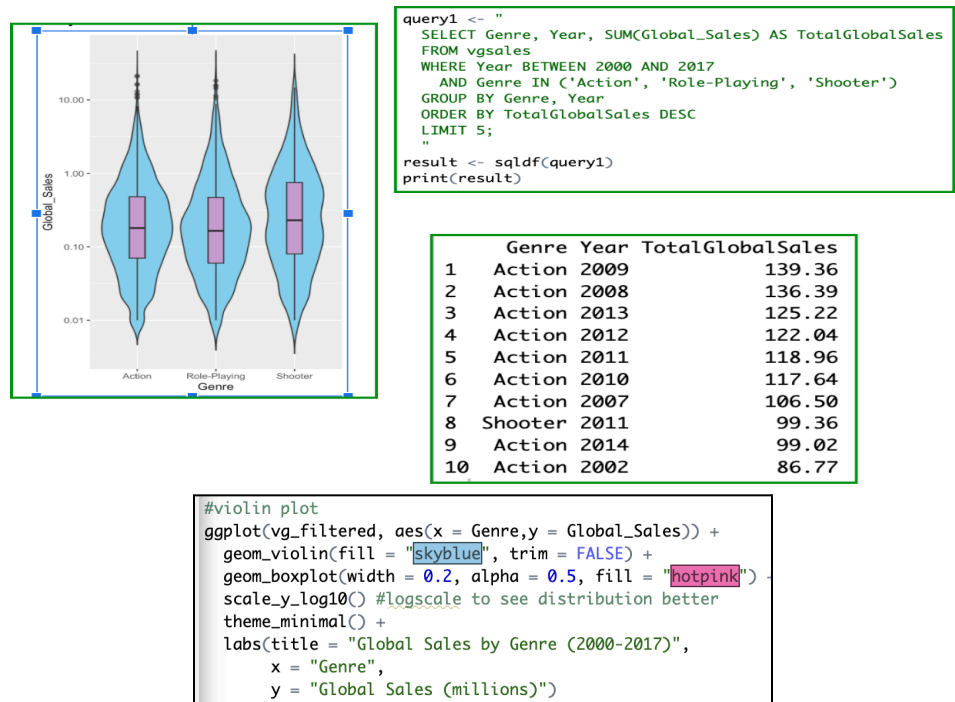 10.00
1.00
0.10
0.01
Global_Sales
Action Role-Playing Shooter
Genre
query1 <- "
  SELECT Genre, Year, SUM(Global_Sales) AS TotalGlobalSales
  FROM vgsales
  WHERE Year BETWEEN 2000 AND 2017
    AND Genre IN ('Action', 'Role-Playing', 'Shooter')
  GROUP BY Genre, Year
  ORDER BY TotalGlobalSales DESC
  LIMIT 5;
  "
result <- sqldf(query1)
print(result)
Genre Year TotalGlobalSales
1 Action 2009 139.36
2 Action 2008 136.39
3 Action 2013 125.22
4 Action 2012 122.04
5 Action 2011 118.96
6 Action 2010 117.64
7 Action 2007 106.50
8 Shooter 2011 99.36
9 Action 2014 99.02
10 Action 2002 86.77
#violin plot
ggplot(vg_filtered, aes(x = Genre,y = Global_Sales)) +
  geom_violin(fill = "skyblue", trim = FALSE) +
  geom_boxplot(width = 0.2, alpha = 0.5, fill = "hotpink")
  scale_y_log10() #logscale to see distribution better
  theme_minimal() +
  labs(title = "Global Sales by Genre (2000-2017)",
       x = "Genre",
       y = "Global Sales (millions)")